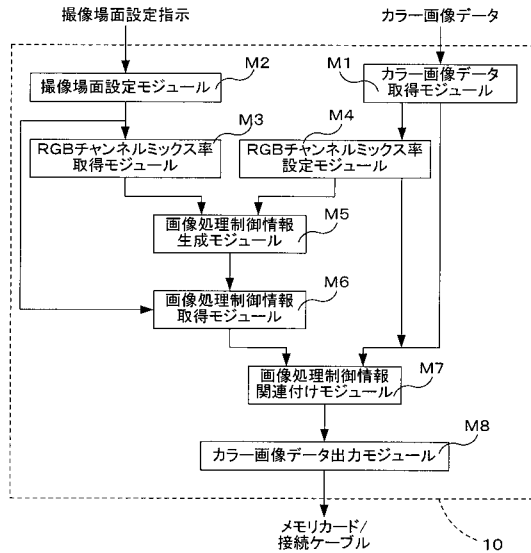 撮像場面設定指示
カラー画像データ
M2
撮像場面設定モジュール
M1
カラー画像データ
取得モジュール
M3
RGBチャンネルミックス率
取得モジュール
M4
RGBチャンネルミックス率
設定モジュール
画像処理制御情報
生成モジュール
M5
画像処理制御情報
取得モジュール
M6
画像処理制御情報
関連付けモジュール
M7
カラー画像データ出力モジュール
M8
メモリカード/
接続ケーブル
10